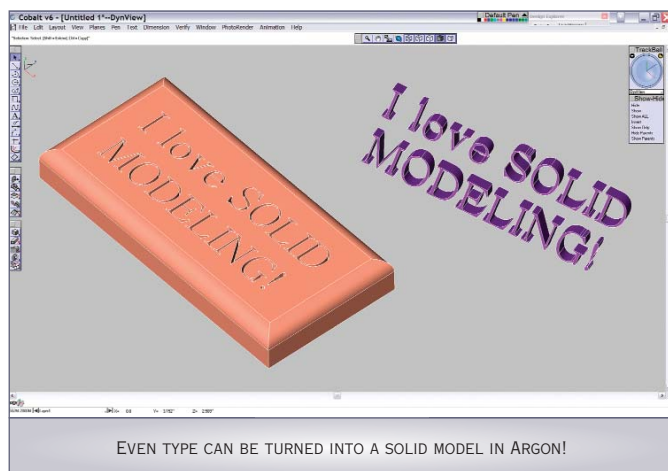 Cobalt v6 - [Untitled 1*--DynView]
Default Pen
File Edit Layout View Planes Pen Text Dimension Verify Window PhotoRender Animation Help
TrackBall
Show-Hide
Hide
Show
Show ALL
Invert
Show Only
Hide Parents
Show Parents
I love SOLID
MODELING!
I love SOLID
MODELING!
EVEN TYPE CAN BE TURNED INTO A SOLID MODEL IN ARGON!